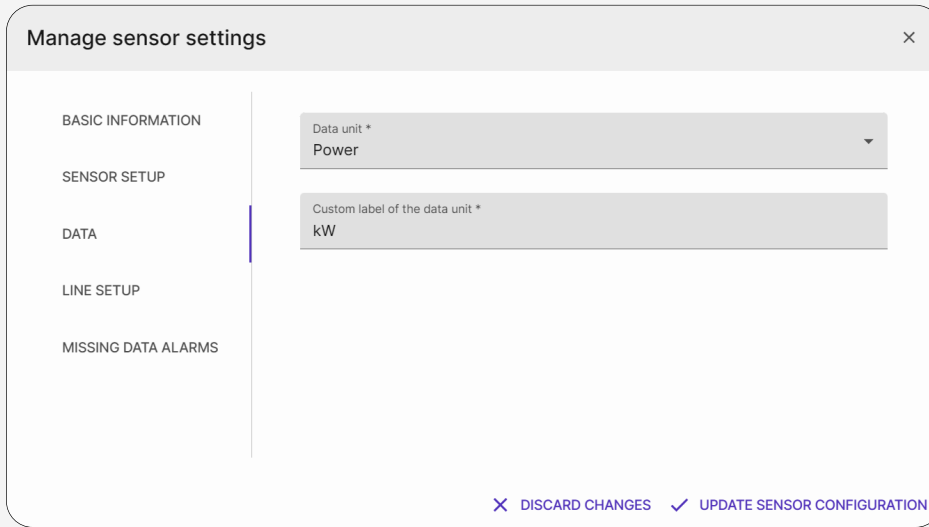 Manage sensor settings
BASIC INFORMATION
SENSOR SETUP
DATA
LINE SETUP
MISSING DATA ALARMS
Data unit *
Power
Custom label of the data unit *
kW
DISCARD CHANGES
UPDATE SENSOR CONFIGURATION